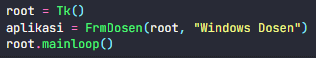 root = Tk()
aplikasi = FrmDosen(root, "Windows Dosen")
root.mainloop()